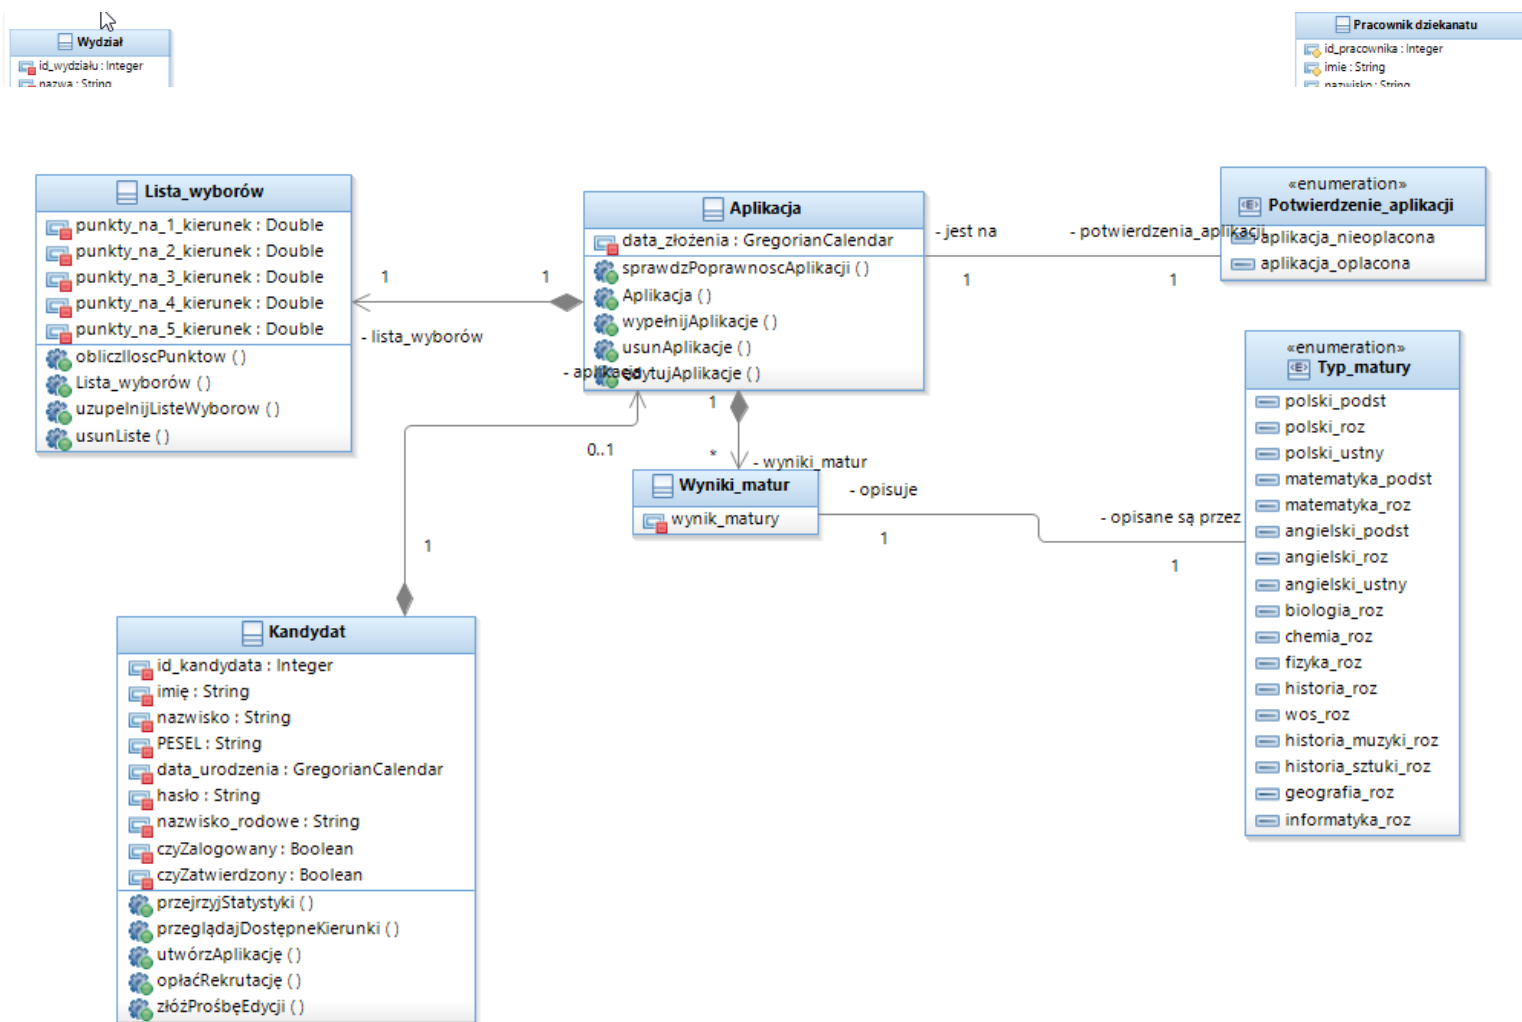 Wydział
id_wydziału : Integer
nazwa : String
Pracownik dziekanatu
id_pracownika : Integer
imie : String
nazwisko : String
Lista_wyborów
punkty_na_1_kierunek : Double
punkty_na_2_kierunek : Double
punkty_na_3_kierunek : Double
punkty_na_4_kierunek : Double
punkty_na_5_kierunek : Double
obliczIloscPunktow ( )
Lista_wyborów ( )
uzupelnijListeWyborow ( )
usunListe ( )
1
1
- lista_wyborów
Aplikacja
data_złożenia : GregorianCalendar
sprawdzPoprawnoscAplikacji ( )
Aplikacja ( )
wypełnijAplikacje ( )
usunAplikacje ( )
edytujAplikacje ( )
- aplikacja
- jest na
- potwierdzenia_aplikacji
1
1
«enumeration»
Potwierdzenie_aplikacji
aplikacja_nieoplacona
aplikacja_oplacona
1
0..1
*
- wyniki_matur
Wyniki_matur
wynik_matury
- opisuje
1
- opisane są przez
1
«enumeration»
Typ_matury
polski_podst
polski_roz
polski_ustny
matematyka_podst
matematyka_roz
angielski_podst
angielski_roz
angielski_ustny
biologia_roz
chemia_roz
fizyka_roz
historia_roz
wos_roz
historia_muzyki_roz
historia_sztuki_roz
geografia_roz
informatyka_roz
1
Kandydat
id_kandydata : Integer
imię : String
nazwisko : String
PESEL : String
data_urodzenia : GregorianCalendar
hasło : String
nazwisko_rodowe : String
czyZalogowany : Boolean
czyZatwierdzony : Boolean
przejrzyjStatystyki ( )
przeglądajDostępneKierunki ( )
utwórzAplikację ( )
opłaćRekrutację ( )
złóżProśbęEdycji ( )